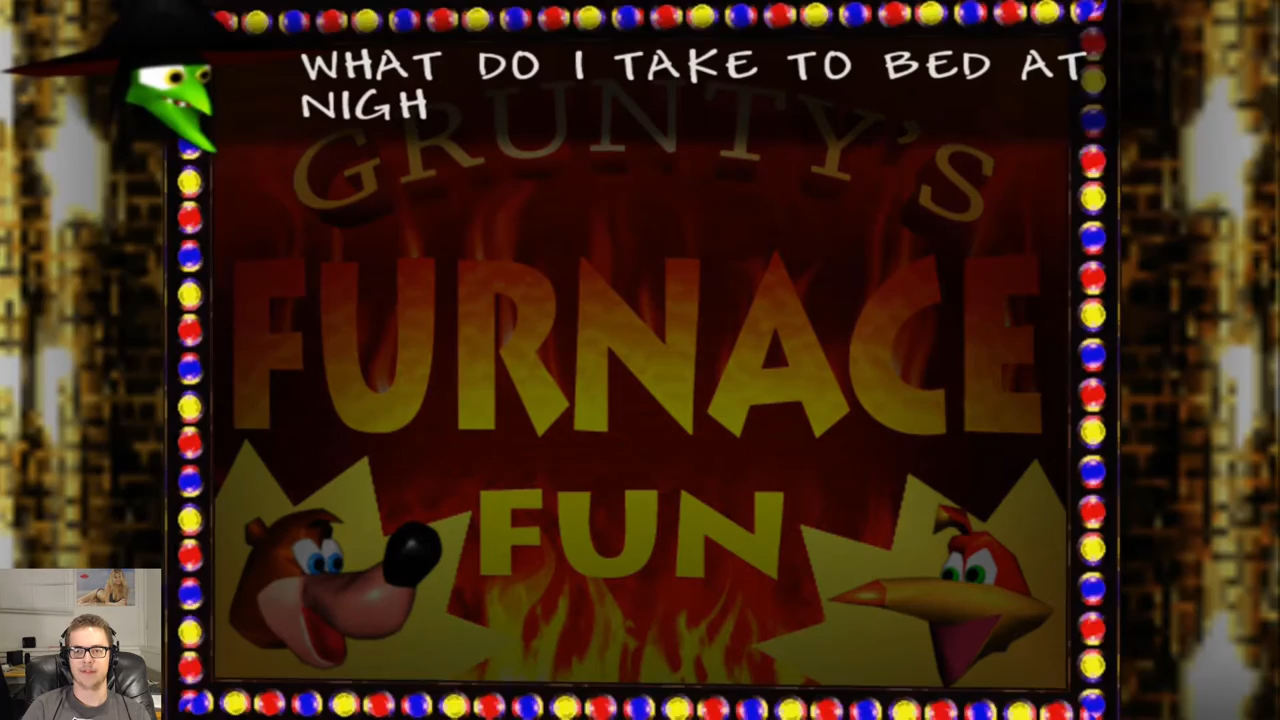 WHAT DO I TAKE TO BED AT
NIGH
GRUNTY'S
FURNACE
FUN